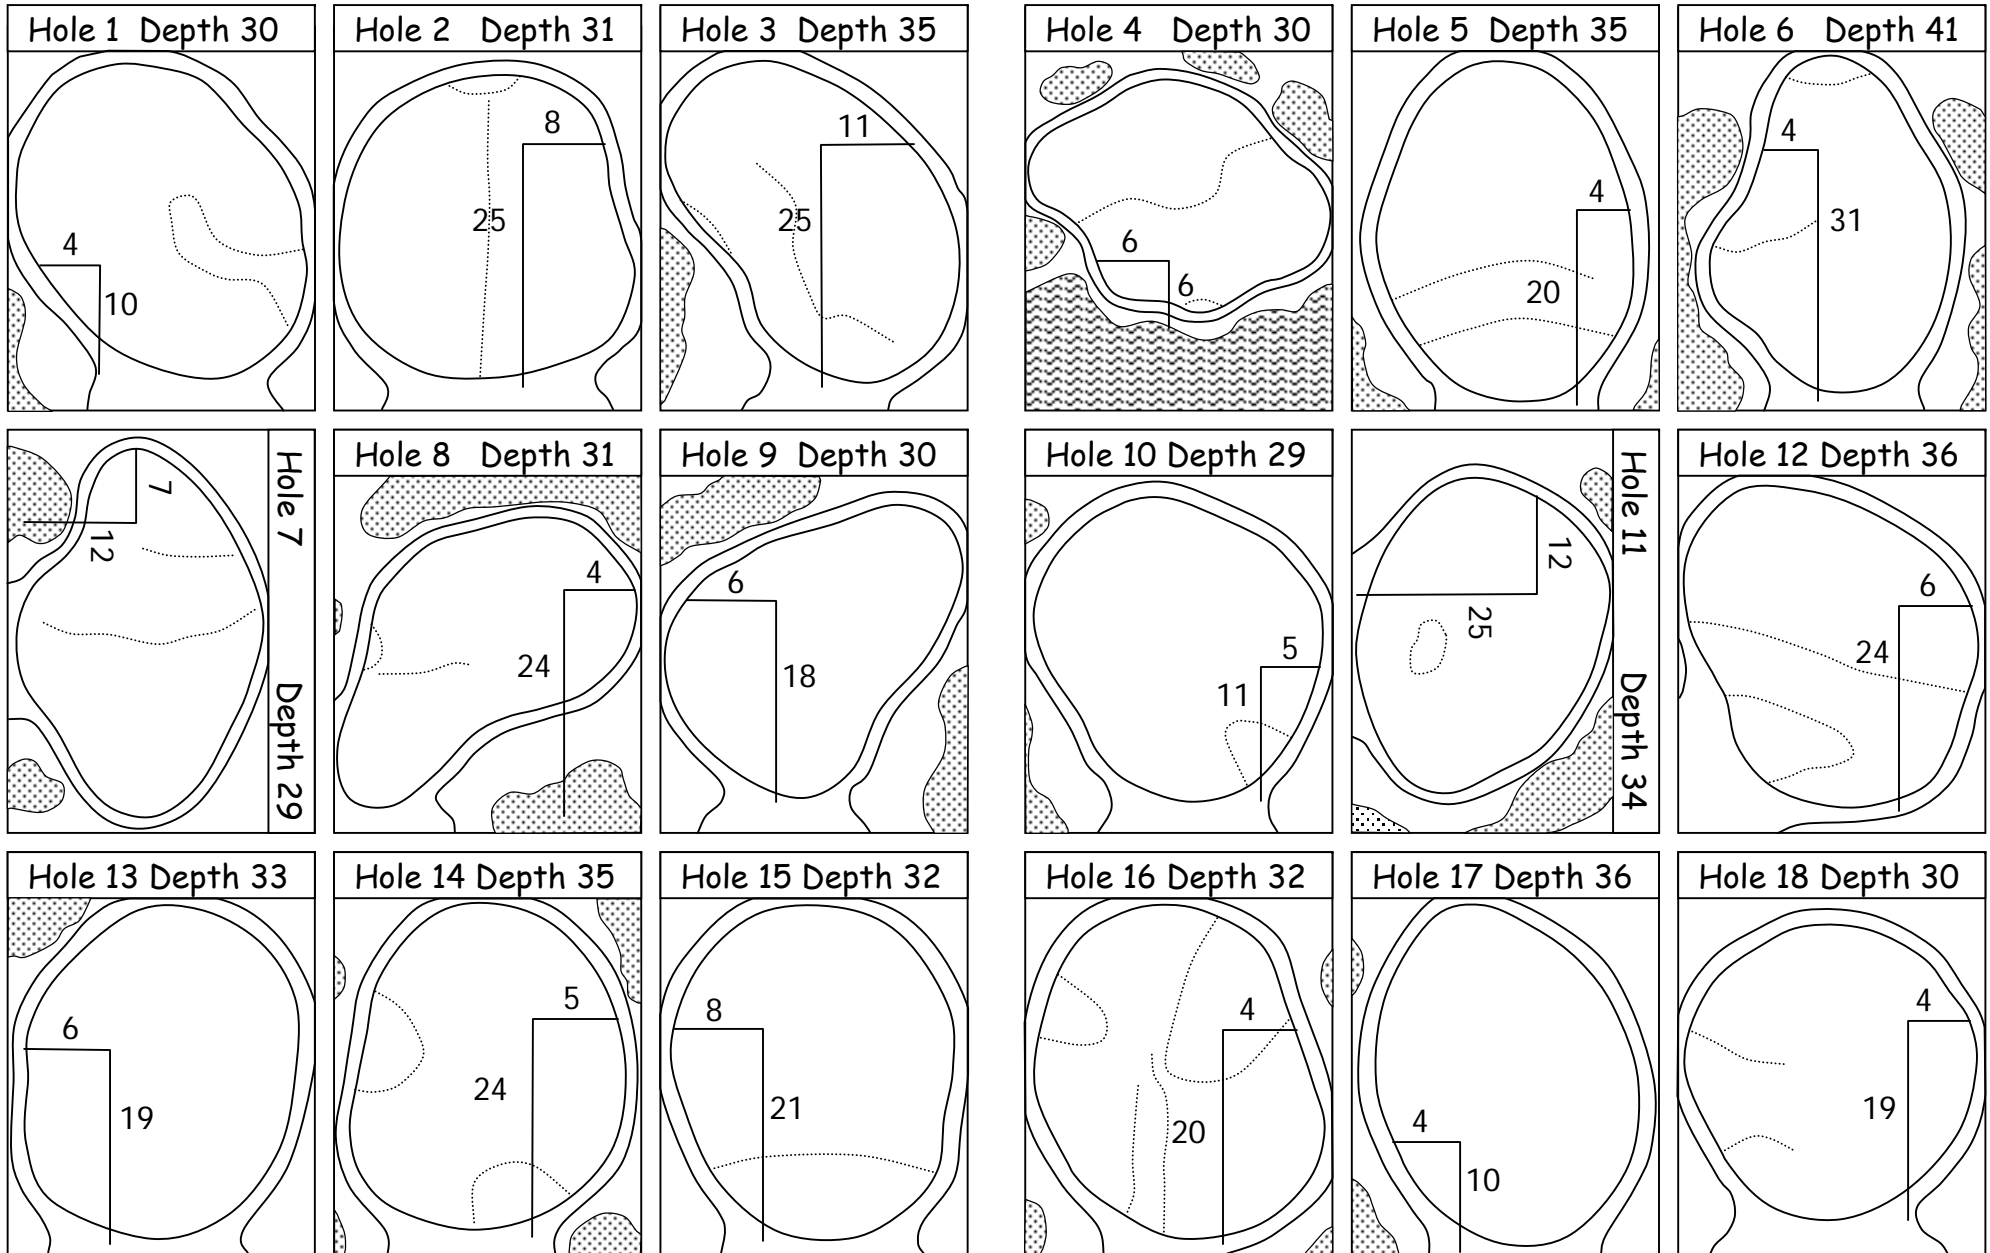 Hole 1 Depth 30
4
10
Hole 2 Depth 31
8
25
Hole 3 Depth 35
11
25
Hole 4 Depth 30
6
6
Hole 5 Depth 35
4
20
Hole 6 Depth 41
4
31
Hole 7 Depth 29
7
12
Hole 8 Depth 31
4
24
Hole 9 Depth 30
6
18
Hole 10 Depth 29
5
11
Hole 11 Depth 34
12
25
Hole 12 Depth 36
6
24
Hole 13 Depth 33
6
19
Hole 14 Depth 35
5
24
Hole 15 Depth 32
8
21
Hole 16 Depth 32
4
20
Hole 17 Depth 36
4
10
Hole 18 Depth 30
4
19